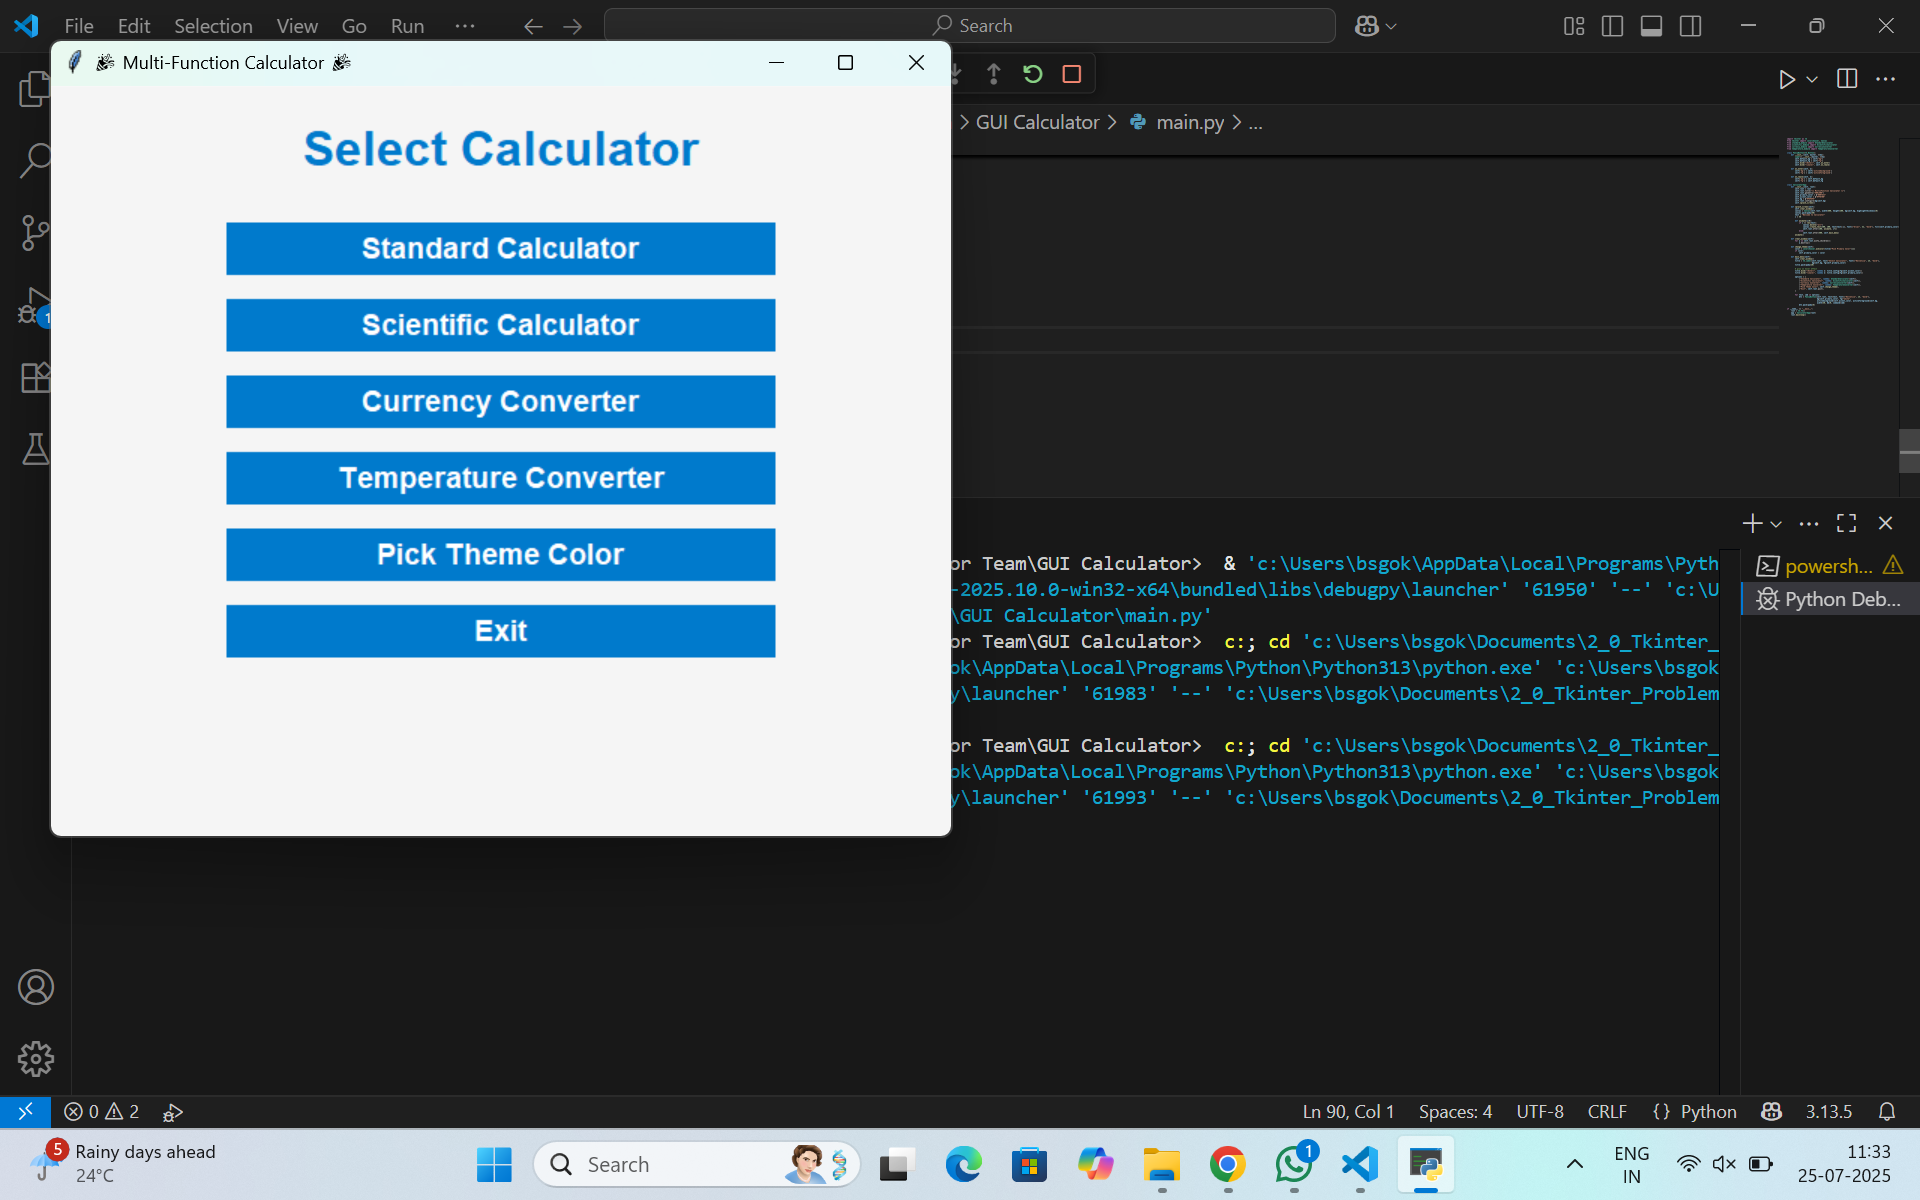 File Edit Selection View Go Run ...
Search
Multi-Function Calculator
Select Calculator
Standard Calculator
Scientific Calculator
Currency Converter
Temperature Converter
Pick Theme Color
Exit
> GUI Calculator > main.py > ...
1
or Team\GUI Calculator>  & 'c:\Users\bsgok\AppData\Local\Programs\Pyth
-2025.10.0-win32-x64\bundled\libs\debugpy\launcher' '61950' '--' 'c:\U
\GUI Calculator\main.py'
or Team\GUI Calculator>  c:; cd 'c:\Users\bsgok\Documents\2_0_Tkinter_
ok\AppData\Local\Programs\Python\Python313\python.exe' 'c:\Users\bsgok
y\launcher' '61983' '--' 'c:\Users\bsgok\Documents\2_0_Tkinter_Problem
or Team\GUI Calculator>  c:; cd 'c:\Users\bsgok\Documents\2_0_Tkinter_
ok\AppData\Local\Programs\Python\Python313\python.exe' 'c:\Users\bsgok
y\launcher' '61993' '--' 'c:\Users\bsgok\Documents\2_0_Tkinter_Problem
powersh...
Python Deb...
0 2
Ln 90, Col 1 Spaces: 4 UTF-8 CRLF {} Python 3.13.5
5
Rainy days ahead
24°C
Search
1
ENG
IN
11:33
25-07-2025